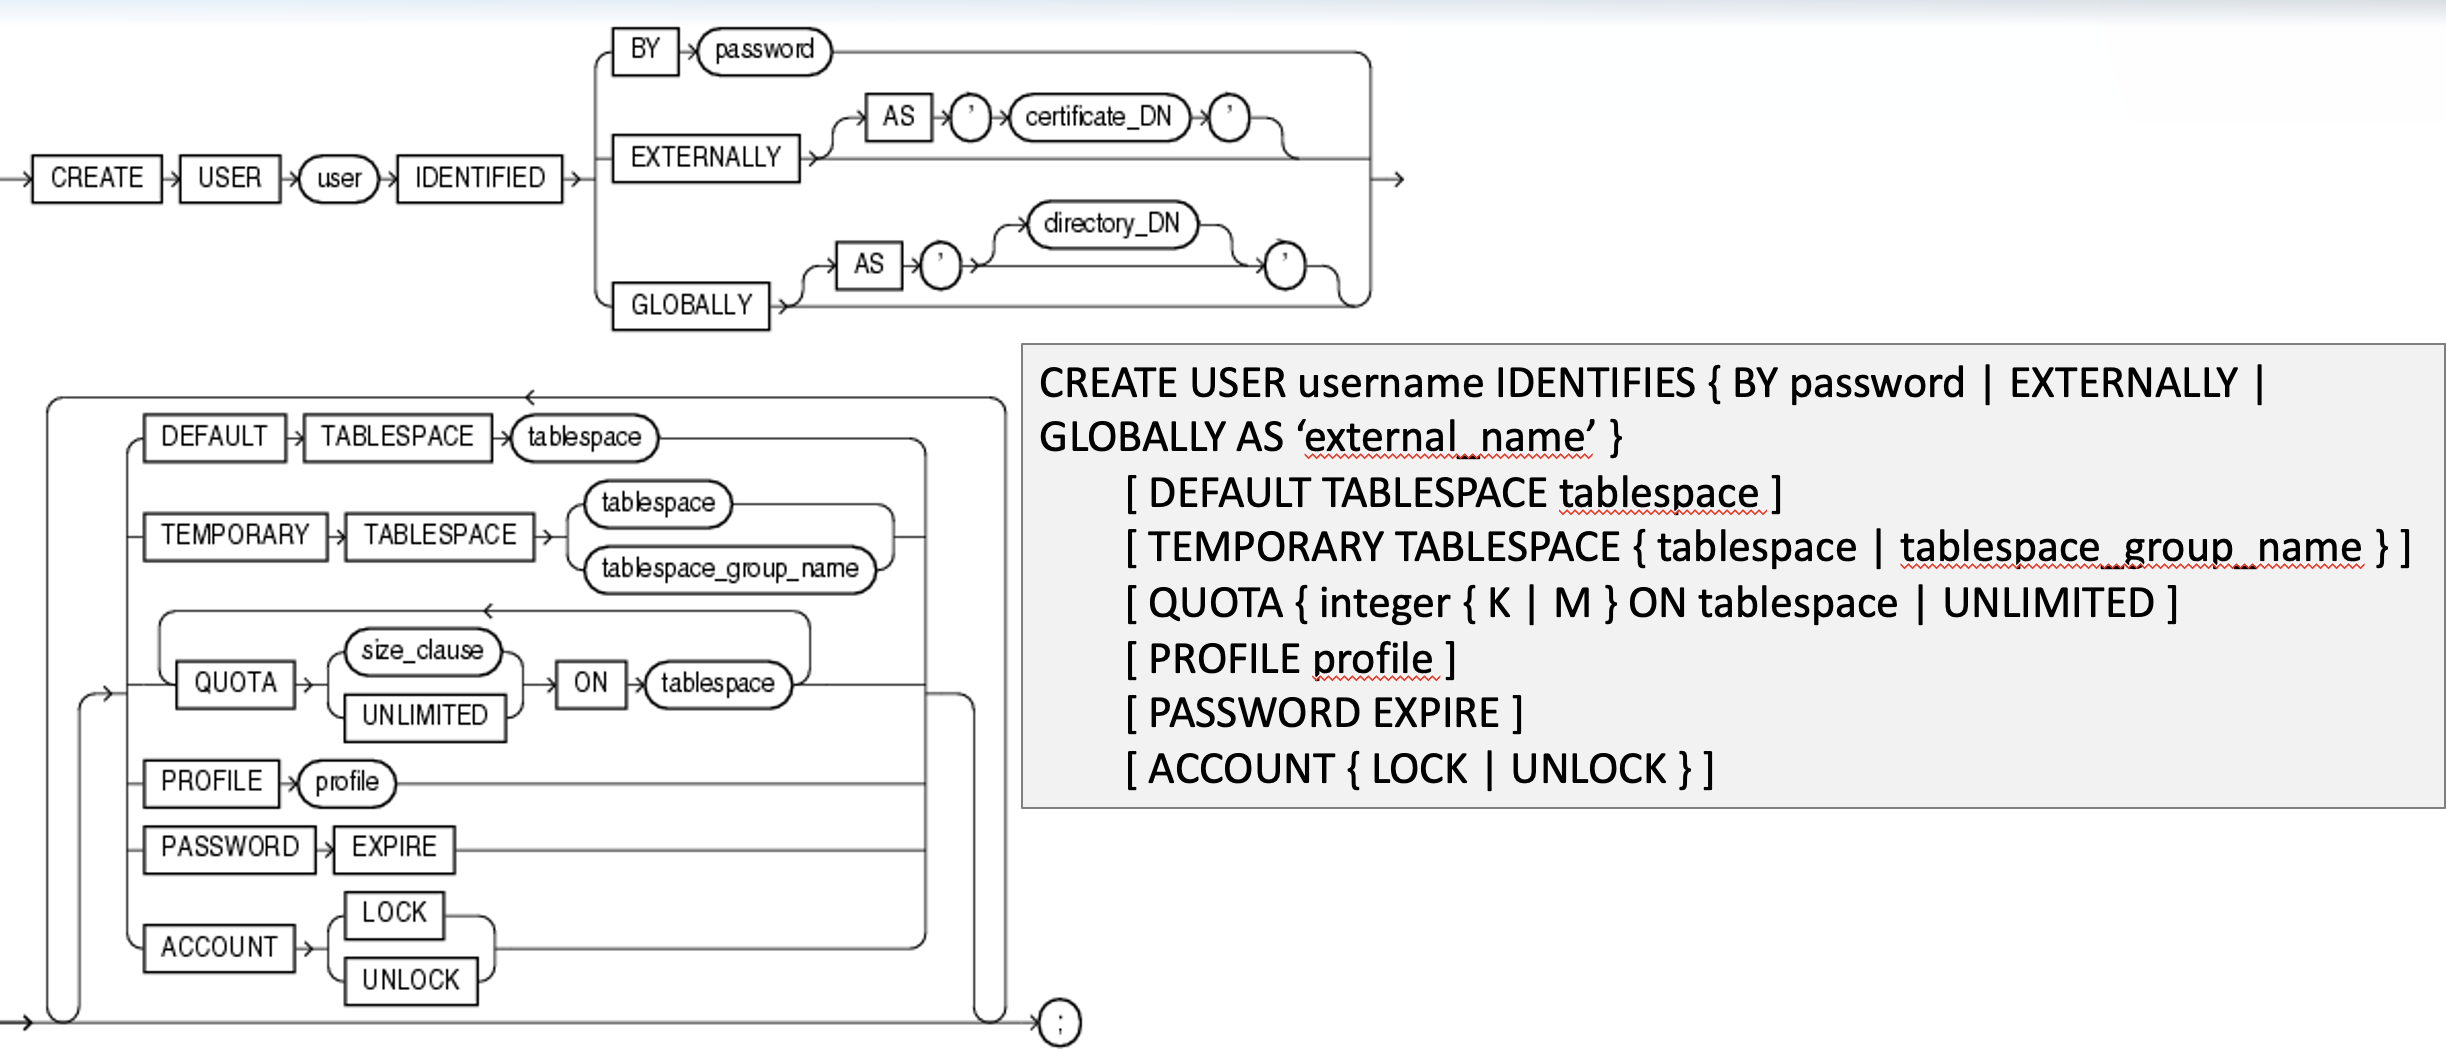 BY password
AS ' certificate_DN '
EXTERNALLY
CREATE USER user IDENTIFIED
directory_DN
AS ' '
GLOBALLY
DEFAULT TABLESPACE tablespace
tablespace
TEMPORARY TABLESPACE
tablespace_group_name
size_clause
QUOTA ON tablespace
UNLIMITED
PROFILE profile
PASSWORD EXPIRE
LOCK
ACCOUNT
UNLOCK
;
CREATE USER username IDENTIFIES { BY password | EXTERNALLY |
GLOBALLY AS ‘external_name’ }
[ DEFAULT TABLESPACE tablespace ]
[ TEMPORARY TABLESPACE { tablespace | tablespace_group_name } ]
[ QUOTA { integer { K | M } ON tablespace | UNLIMITED ]
[ PROFILE profile ]
[ PASSWORD EXPIRE ]
[ ACCOUNT { LOCK | UNLOCK } ]